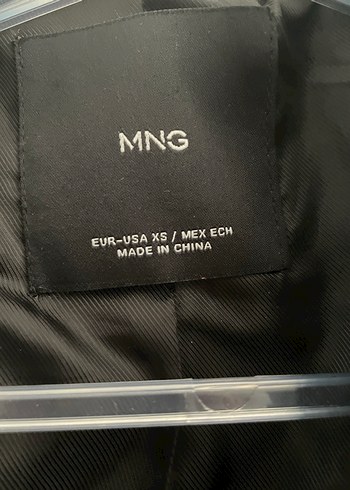 MNG
EUR-USA XS / MEX ECH
MADE IN CHINA